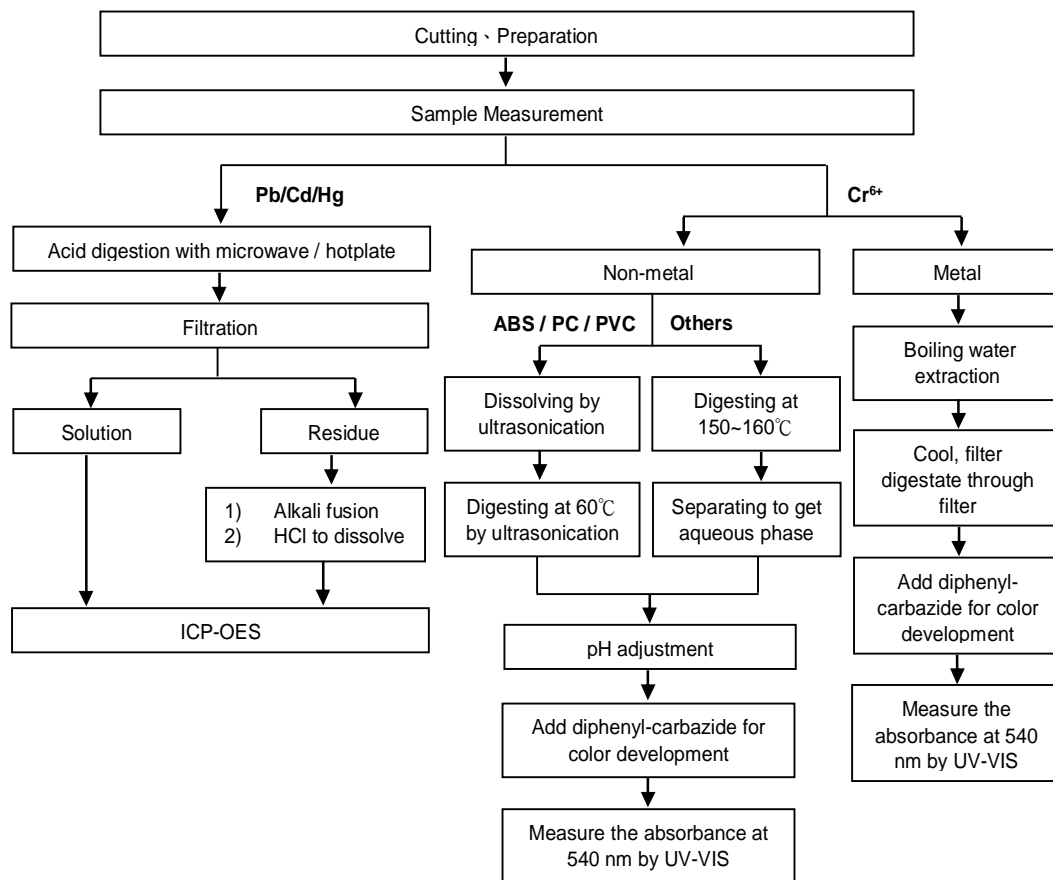 Cutting、Preparation
Sample Measurement
Pb/Cd/Hg
Cr⁶⁺
Acid digestion with microwave / hotplate
Non-metal
Metal
Filtration
ABS / PC / PVC
Others
Boiling water
extraction
Solution
Residue
Dissolving by
ultrasonication
Digesting at
150~160℃
Cool, filter
digestate through
filter
1) Alkali fusion
2) HCl to dissolve
Digesting at 60℃
by ultrasonication
Separating to get
aqueous phase
Add diphenyl-
carbazide for color
development
ICP-OES
pH adjustment
Measure the
absorbance at 540
nm by UV-VIS
Add diphenyl-carbazide for
color development
Measure the absorbance at
540 nm by UV-VIS